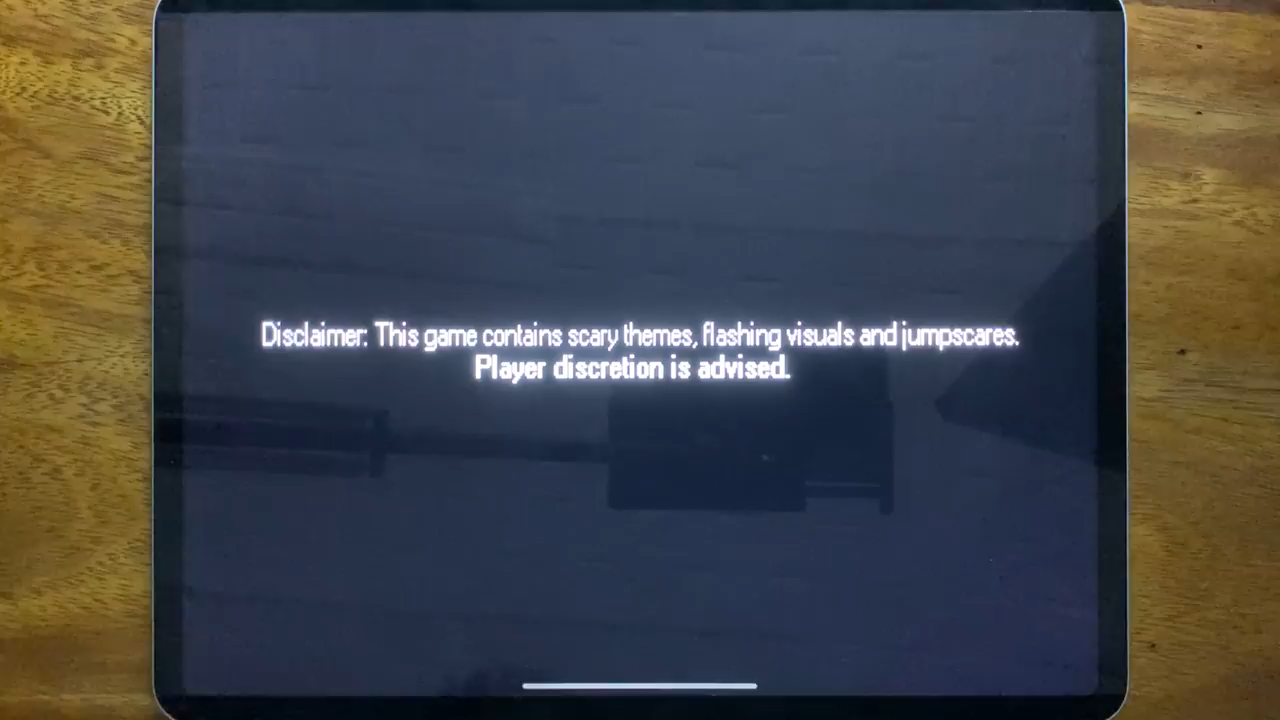 Disclaimer: This game contains scary themes, flashing visuals and jumpscares.
Player discretion is advised.